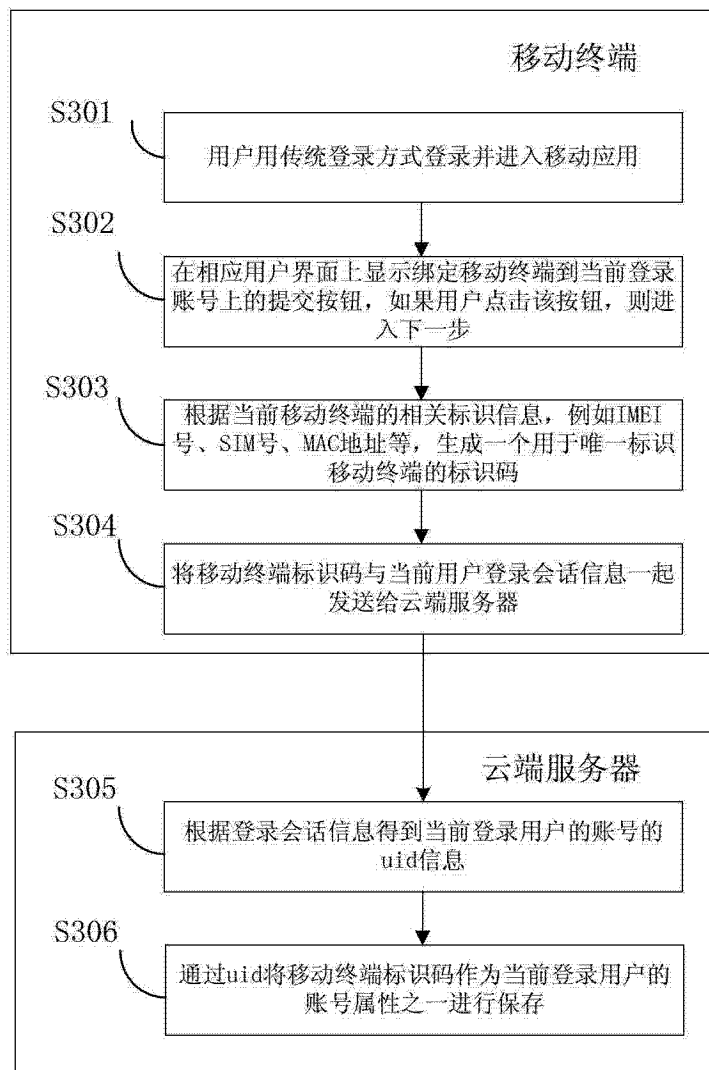 移动终端
S301
用户用传统登录方式登录并进入移动应用
S302
在相应用户界面上显示绑定移动终端到当前登录
账号上的提交按钮，如果用户点击该按钮，则进
入下一步
S303
根据当前移动终端的相关标识信息，例如IMEI
号、SIM号、MAC地址等，生成一个用于唯一标识
移动终端的标识码
S304
将移动终端标识码与当前用户登录会话信息一起
发送给云端服务器
云端服务器
S305
根据登录会话信息得到当前登录用户的账号的
uid信息
S306
通过uid将移动终端标识码作为当前登录用户的
账号属性之一进行保存